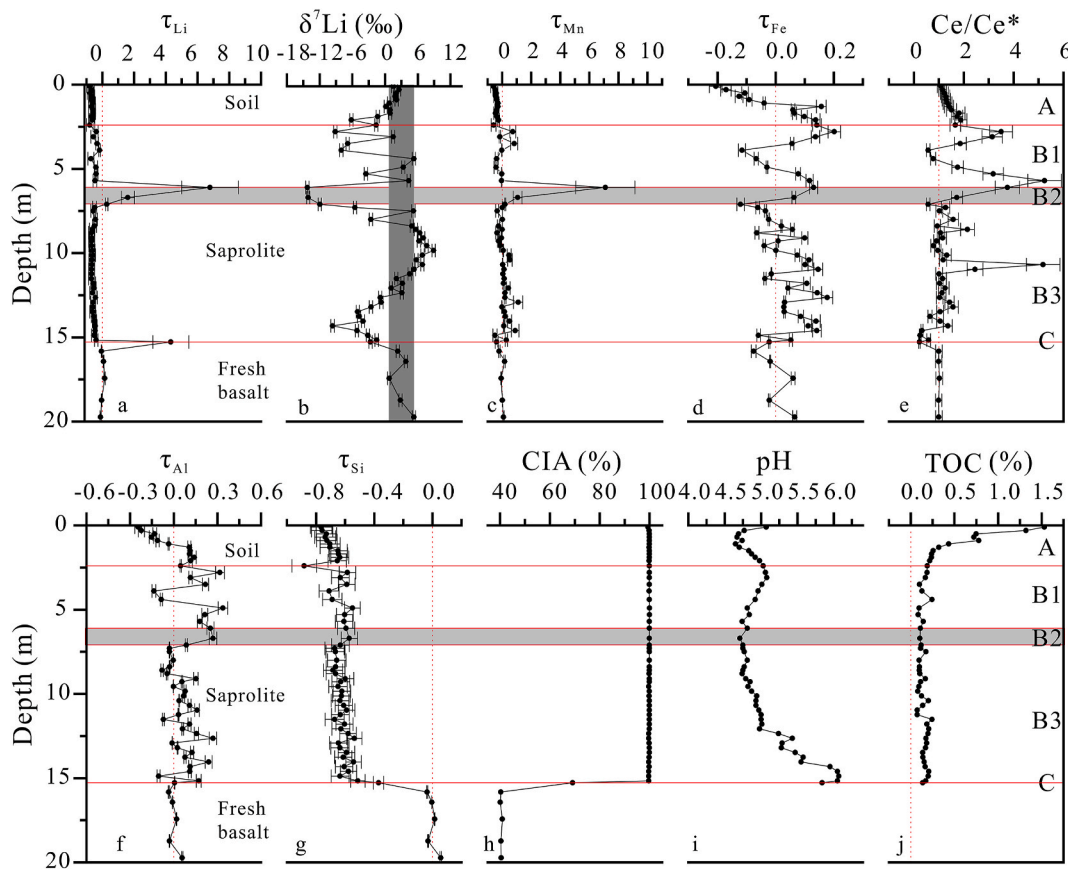 τLi δ⁷Li (‰) τMn τFe Ce/Ce*
0 2 4 6 8 10 -18 -12 -6 0 6 12 0 2 4 6 8 10 -0.2 0.0 0.2 0 2 4 6
0
Soil A
5 B1
B2
Depth (m)
Saprolite
10
B3
15 C
Fresh
basalt
a b c d e
20
τAl τSi CIA (%) pH TOC (%)
-0.6 -0.3 0.0 0.3 0.6 -0.8 -0.4 0.0 40 60 80 100 4.0 4.5 5.0 5.5 6.0 0.0 0.5 1.0 1.5
0
Soil A
5 B1
B2
Depth (m)
Saprolite
10
B3
15 C
Fresh
basalt
f g h i j
20